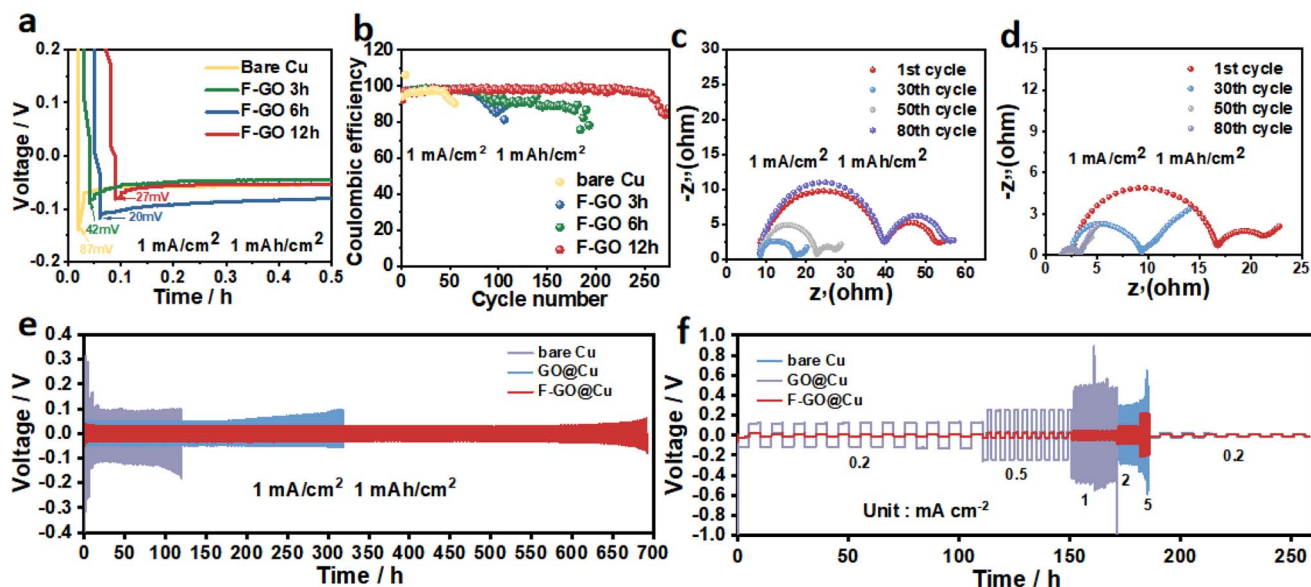 a
0.2
0.1
0.0
-0.1
-0.2
Voltage / V
Bare Cu
F-GO 3h
F-GO 6h
F-GO 12h
27mV
20mV
42mV
87mV
1 mA/cm² 1 mAh/cm²
0.0 0.1 0.2 0.3 0.4 0.5
Time / h
b
120
100
80
60
40
20
0
Coulombic efficiency
1 mA/cm² 1 mAh/cm²
bare Cu
F-GO 3h
F-GO 6h
F-GO 12h
0 50 100 150 200 250
Cycle number
c
30
25
20
15
10
5
0
-z’’(ohm)
1st cycle
30th cycle
50th cycle
80th cycle
1 mA/cm² 1 mAh/cm²
0 10 20 30 40 50 60
z’(ohm)
d
15
12
9
6
3
0
-Z’’(ohm)
1st cycle
30th cycle
50th cycle
80th cycle
1 mA/cm² 1 mAh/cm²
0 5 10 15 20 25
z’(ohm)
e
0.4
0.3
0.2
0.1
0.0
-0.1
-0.2
-0.3
-0.4
Voltage / V
bare Cu
GO@Cu
F-GO@Cu
1 mA/cm² 1 mAh/cm²
0 50 100 150 200 250 300 350 400 450 500 550 600 650 700
Time / h
f
1.0
0.8
0.6
0.4
0.2
0.0
-0.2
-0.4
-0.6
-0.8
-1.0
Voltage / V
bare Cu
GO@Cu
F-GO@Cu
0.2
0.5
1
2
5
0.2
Unit : mA cm⁻²
0 50 100 150 200 250
Time / h